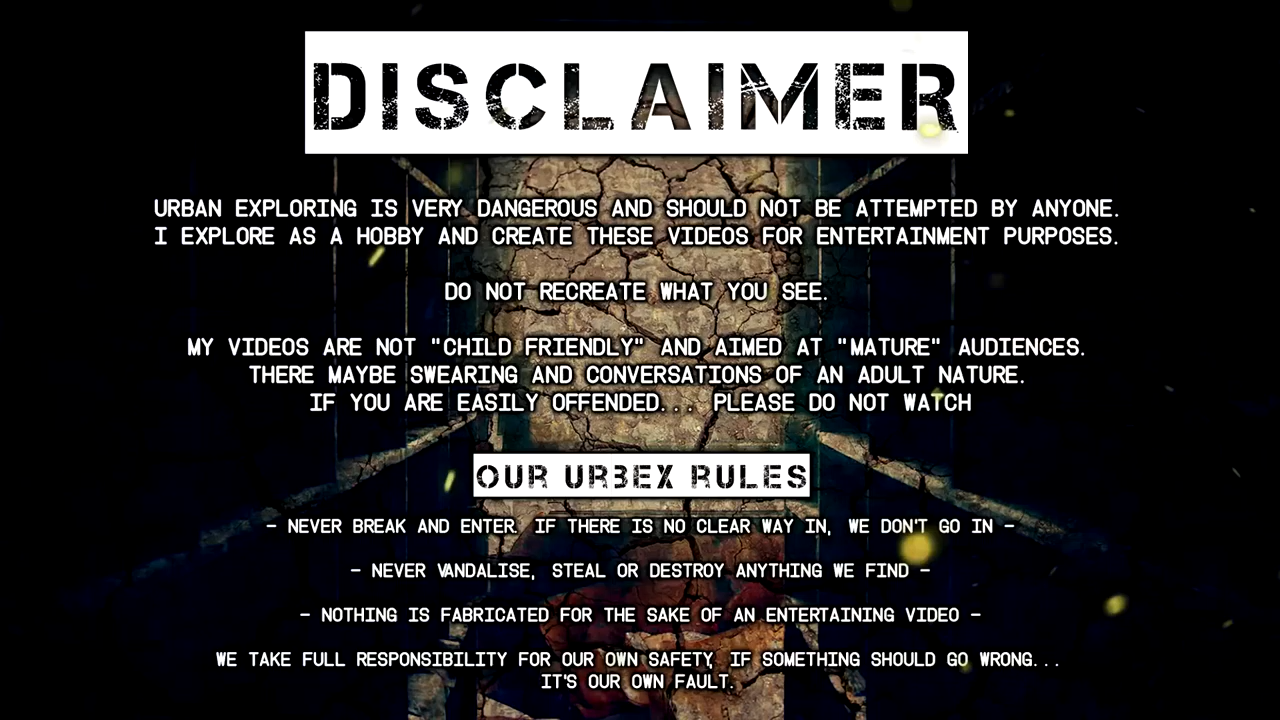 DISCLAIMER
URBAN EXPLORING IS VERY DANGEROUS AND SHOULD NOT BE ATTEMPTED BY ANYONE.
I EXPLORE AS A HOBBY AND CREATE THESE VIDEOS FOR ENTERTAINMENT PURPOSES.
DO NOT RECREATE WHAT YOU SEE.
MY VIDEOS ARE NOT "CHILD FRIENDLY" AND AIMED AT "MATURE" AUDIENCES.
THERE MAYBE SWEARING AND CONVERSATIONS OF AN ADULT NATURE.
IF YOU ARE EASILY OFFENDED... PLEASE DO NOT WATCH
OUR URBEX RULES
- NEVER BREAK AND ENTER. IF THERE IS NO CLEAR WAY IN, WE DON'T GO IN -
- NEVER VANDALISE, STEAL OR DESTROY ANYTHING WE FIND -
- NOTHING IS FABRICATED FOR THE SAKE OF AN ENTERTAINING VIDEO -
WE TAKE FULL RESPONSIBILITY FOR OUR OWN SAFETY, IF SOMETHING SHOULD GO WRONG...
IT'S OUR OWN FAULT.